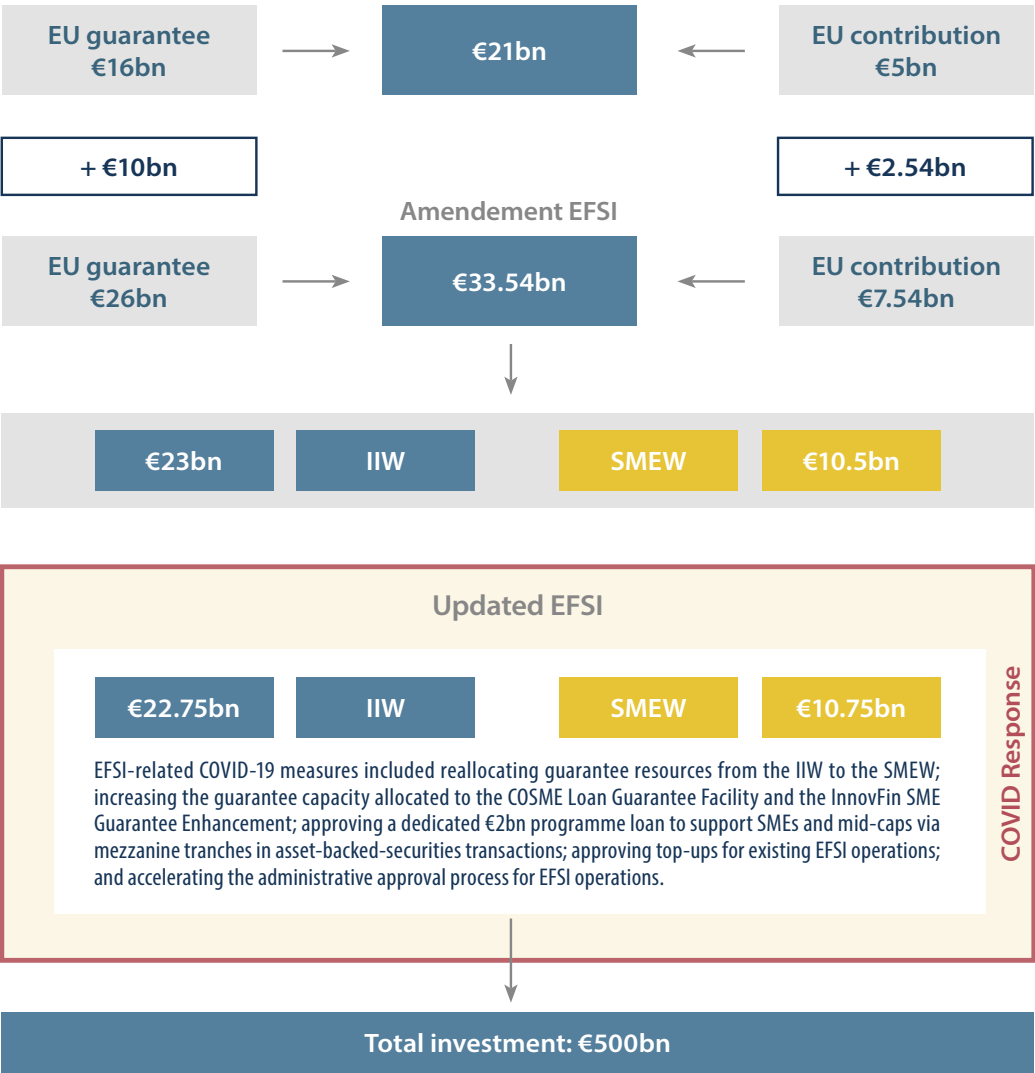 EU guarantee
€16bn
€21bn
EU contribution
€5bn
+ €10bn
+ €2.54bn
Amendement EFSI
EU guarantee
€26bn
€33.54bn
EU contribution
€7.54bn
€23bn
IIW
SMEW
€10.5bn
Updated EFSI
€22.75bn
IIW
SMEW
€10.75bn
EFSI-related COVID-19 measures included reallocating guarantee resources from the IIW to the SMEW;
increasing the guarantee capacity allocated to the COSME Loan Guarantee Facility and the InnovFin SME
Guarantee Enhancement; approving a dedicated €2bn programme loan to support SMEs and mid-caps via
mezzanine tranches in asset-backed-securities transactions; approving top-ups for existing EFSI operations;
and accelerating the administrative approval process for EFSI operations.
COVID Response
Total investment: €500bn